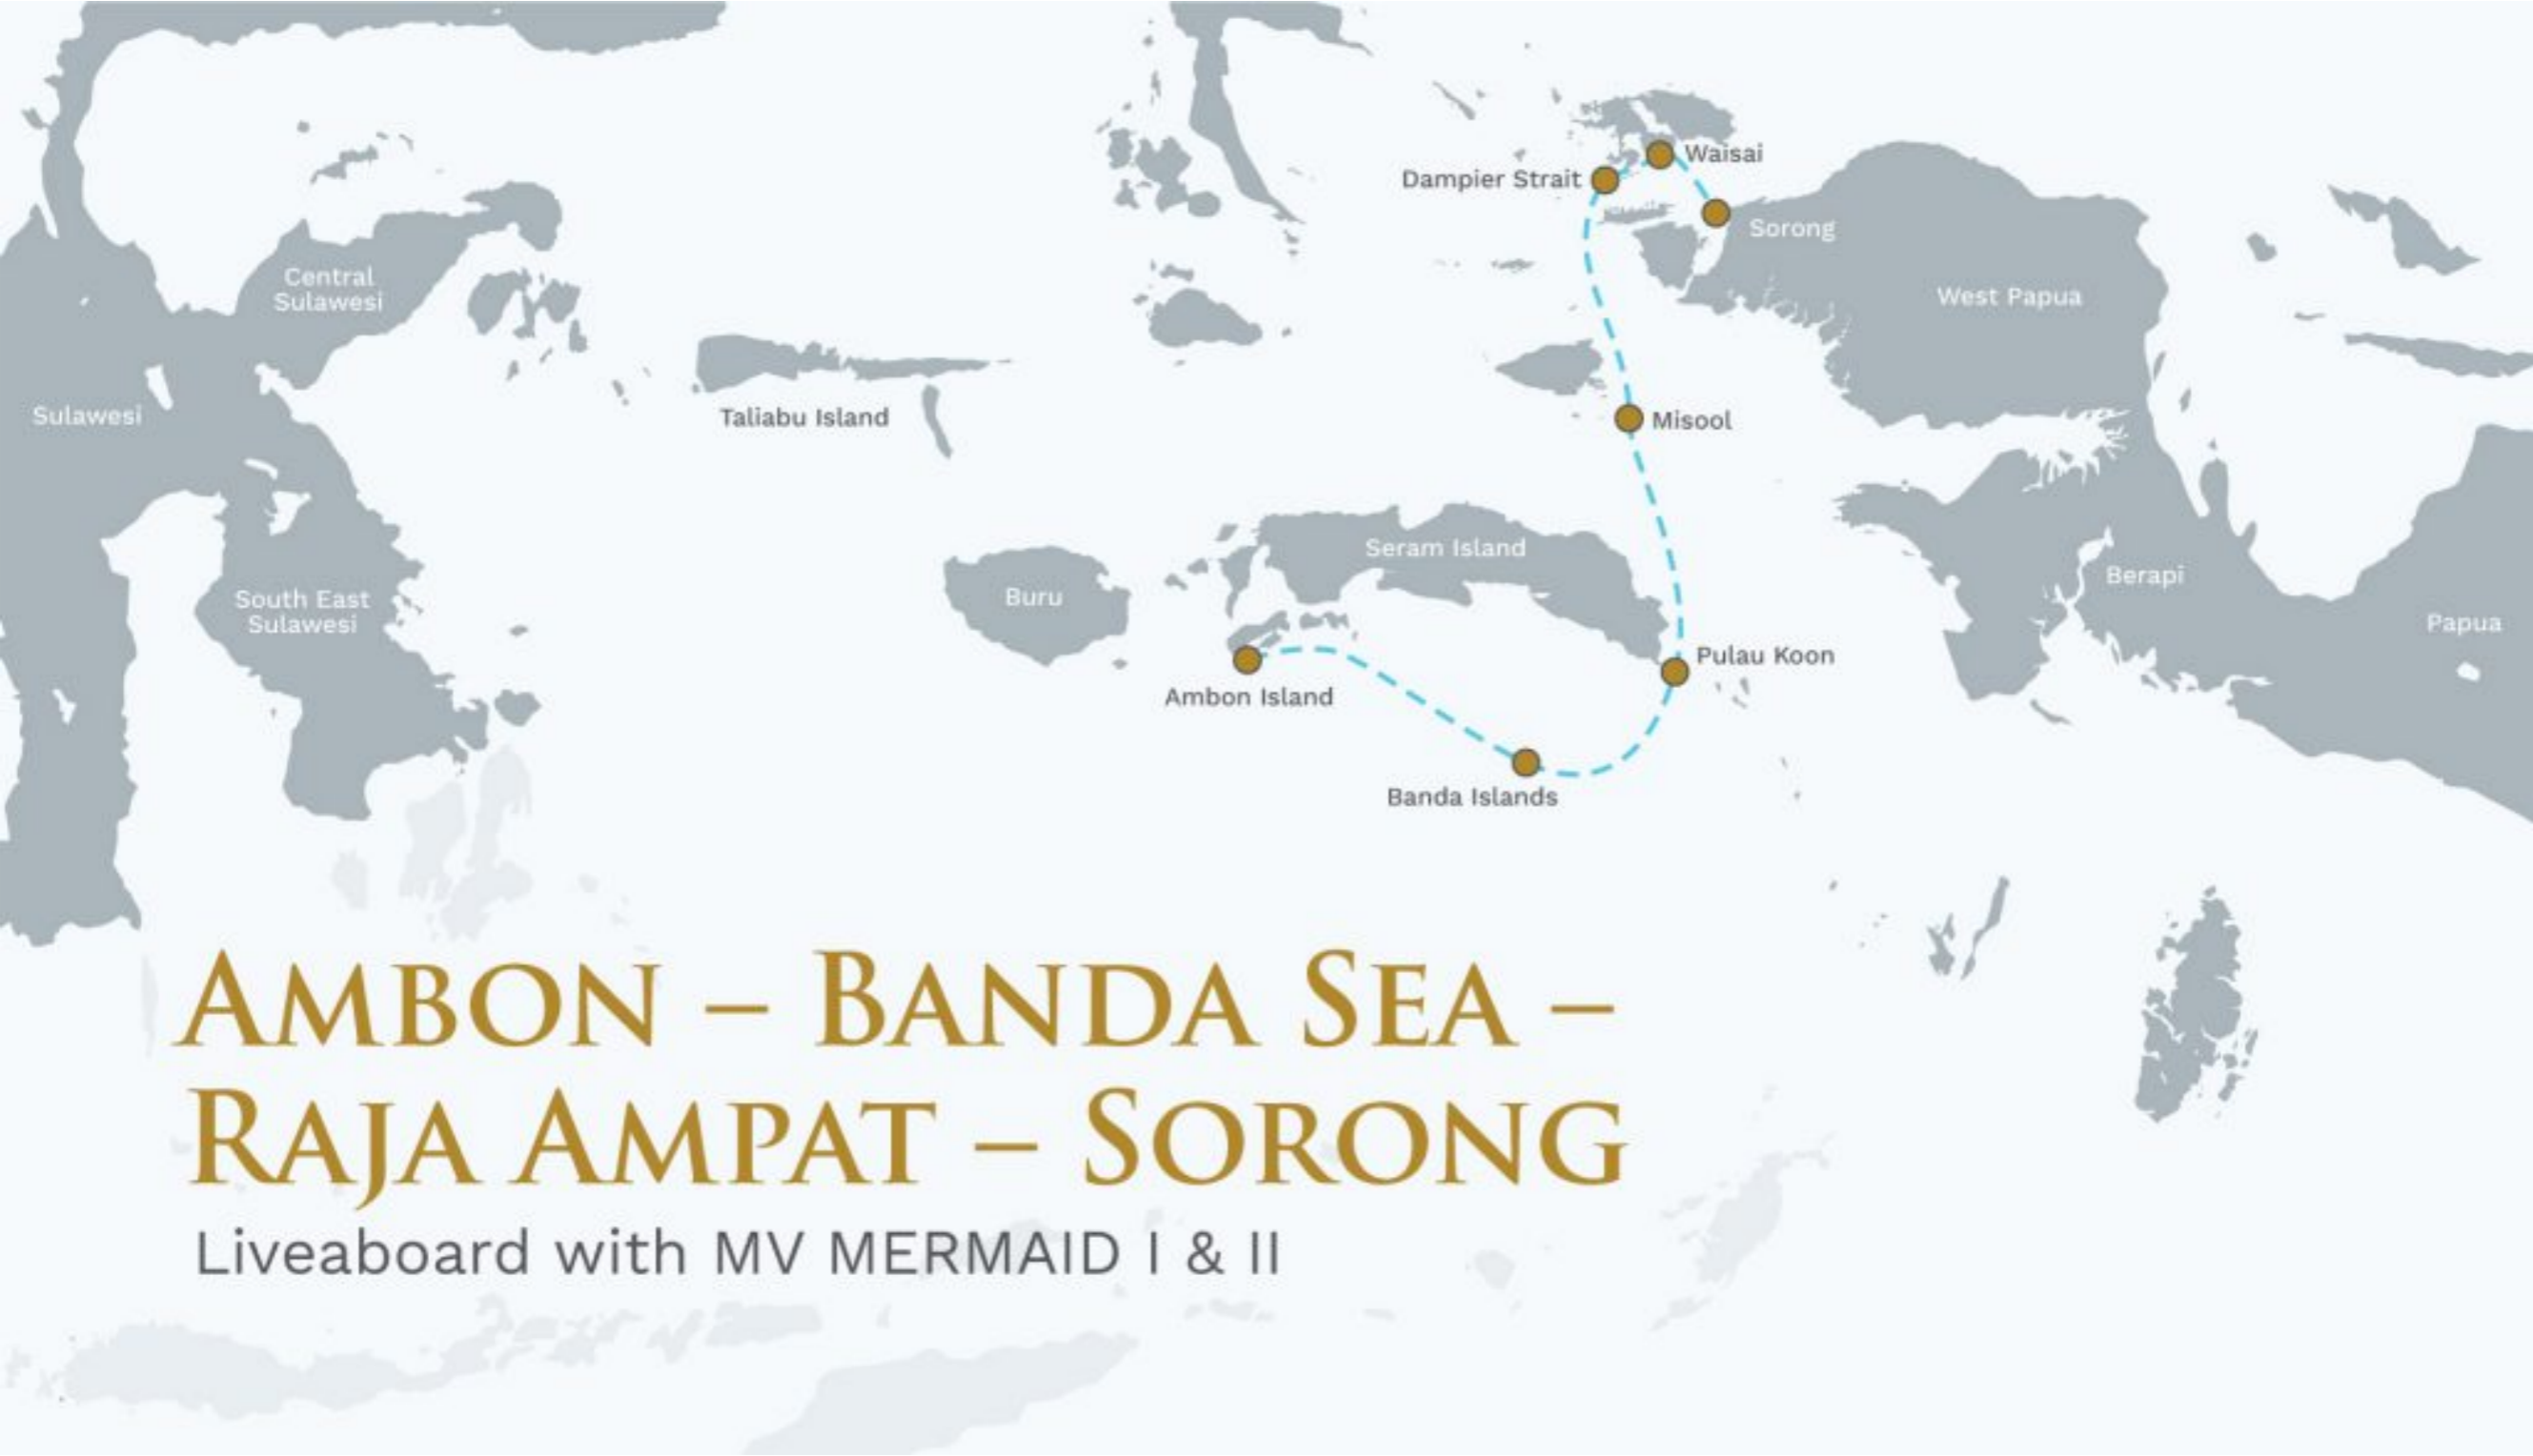 Waisai
Dampier Strait
Sorong
Central
Sulawesi
West Papua
Sulawesi
Taliabu Island
Misool
Seram Island
Buru
Berapi
South East
Sulawesi
Papua
Pulau Koon
Ambon Island
Banda Islands
AMBON – BANDA SEA –
RAJA AMPAT – SORONG
Liveaboard with MV MERMAID I & II